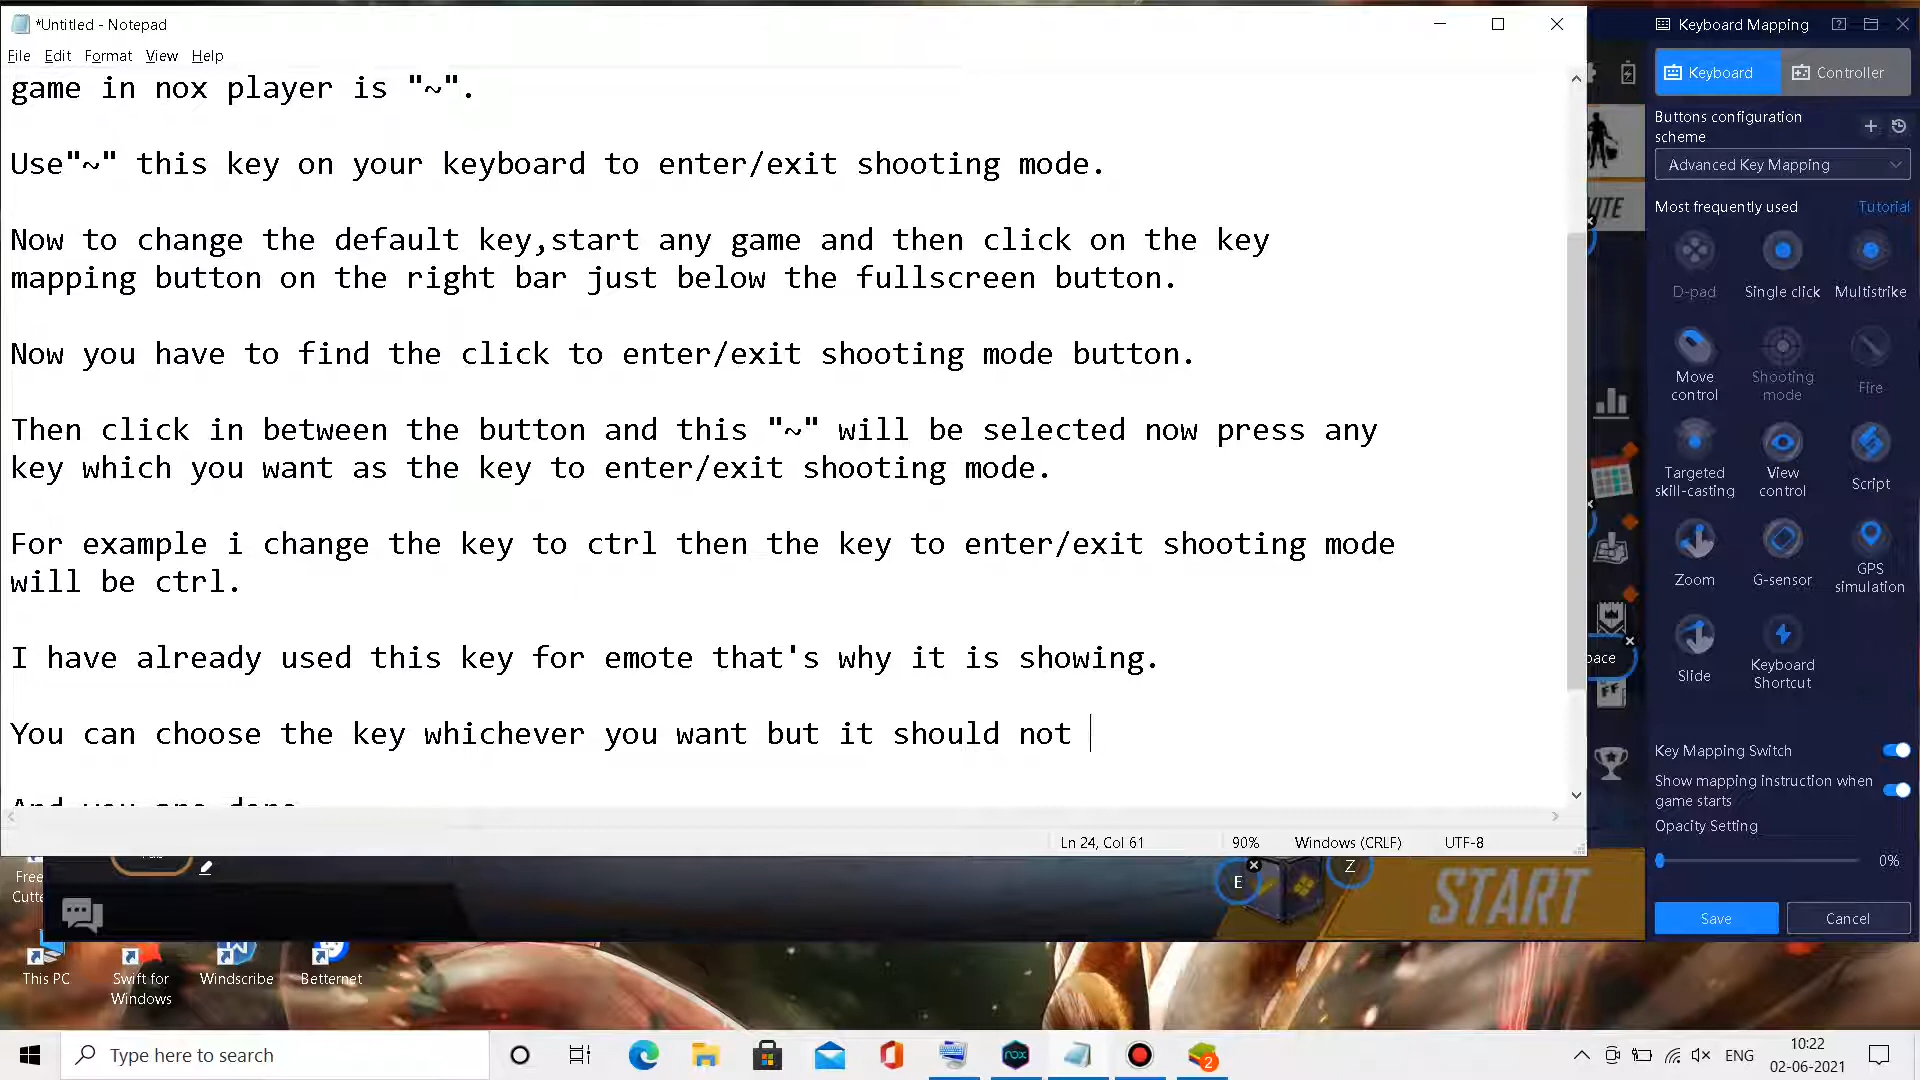 *Untitled - Notepad
File Edit Format View Help
game in nox player is "~".
Use"~" this key on your keyboard to enter/exit shooting mode.
Now to change the default key,start any game and then click on the key
mapping button on the right bar just below the fullscreen button.
Now you have to find the click to enter/exit shooting mode button.
Then click in between the button and this "~" will be selected now press any
key which you want as the key to enter/exit shooting mode.
For example i change the key to ctrl then the key to enter/exit shooting mode
will be ctrl.
I have already used this key for emote that's why it is showing.
You can choose the key whichever you want but it should not
And you are done
Ln 24, Col 61
90%
Windows (CRLF)
UTF-8
Keyboard Mapping
Keyboard
Controller
Buttons configuration
scheme
Advanced Key Mapping
Most frequently used
Tutorial
D-pad
Single click
Multistrike
Move
control
Shooting
mode
Fire
Targeted
skill-casting
View
control
Script
Zoom
G-sensor
GPS
simulation
Slide
Keyboard
Shortcut
Key Mapping Switch
Show mapping instruction when
game starts
Opacity Setting
0%
Save
Cancel
pace
FF
E
Z
START
Free
Cutte
This PC
Swift for
Windows
Windscribe
Betternet
Type here to search
nox
2
ENG
10:22
02-06-2021